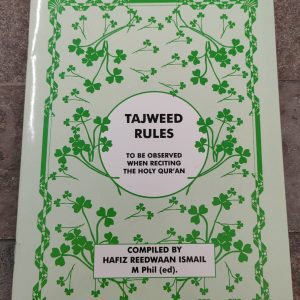 TAJWEED
RULES
TO BE OBSERVED
WHEN RECITING
THE HOLY QUR'AN
COMPILED BY
HAFIZ REEDWAAN ISMAIL
M Phil (ed).